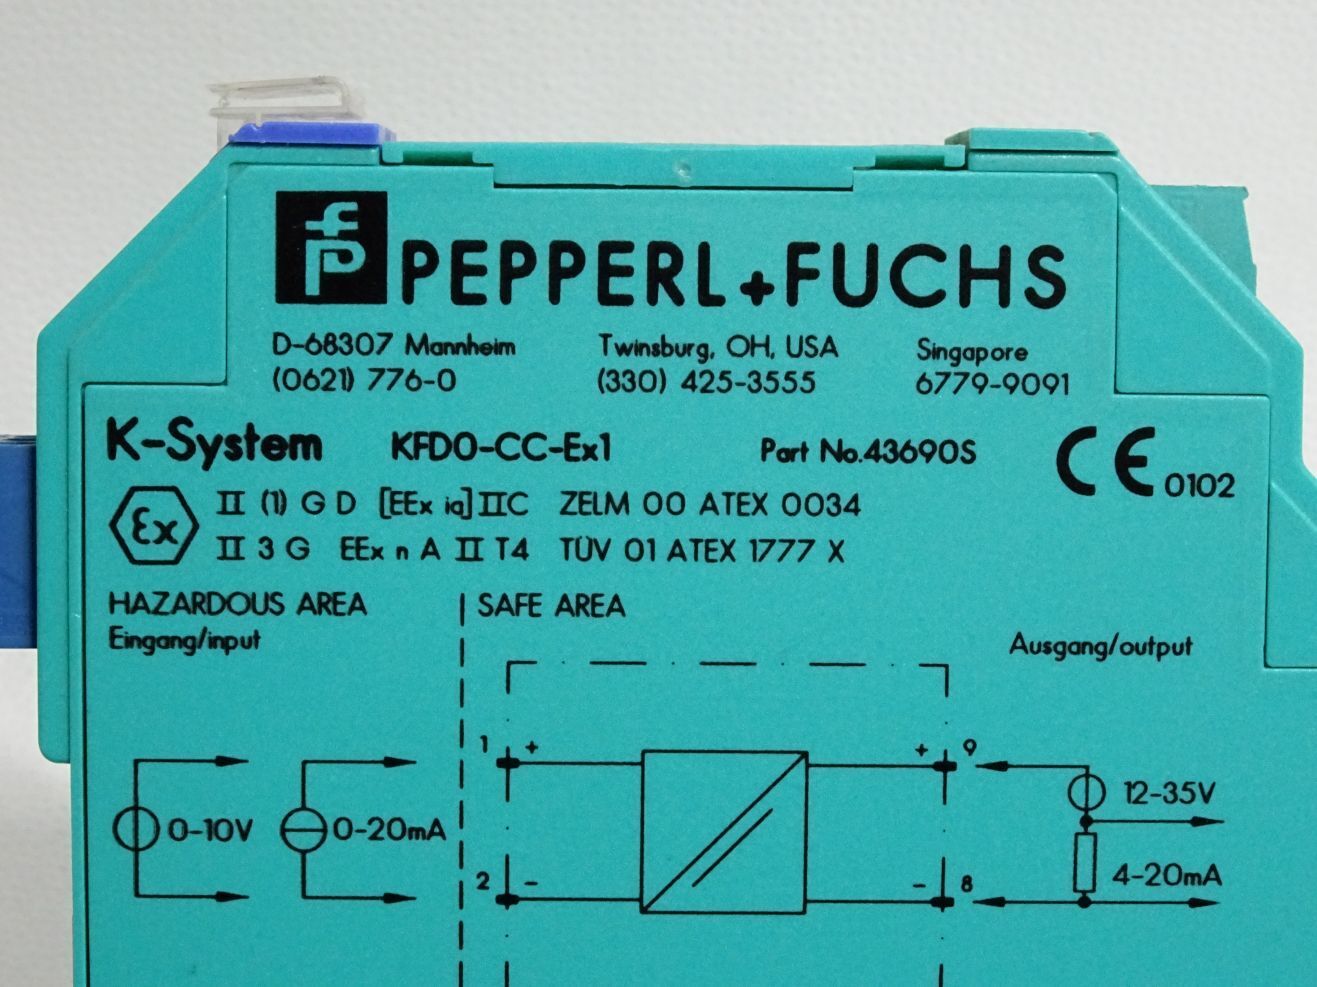 fp PEPPERL+FUCHS
D-68307 Mannheim Twinsburg, OH, USA Singapore
(0621) 776-0 (330) 425-3555 6779-9091
K-System KFD0-CC-Ex1 Part No.43690S CE 0102
Ex II (1) G D [EEx ia] IIC ZELM 00 ATEX 0034
II 3 G EEx n A II T4 TÜV 01 ATEX 1777 X
HAZARDOUS AREA SAFE AREA
Eingang/input Ausgang/output
1 + + 9
12-35V
0-10V 0-20mA
4-20mA
2 - - 8